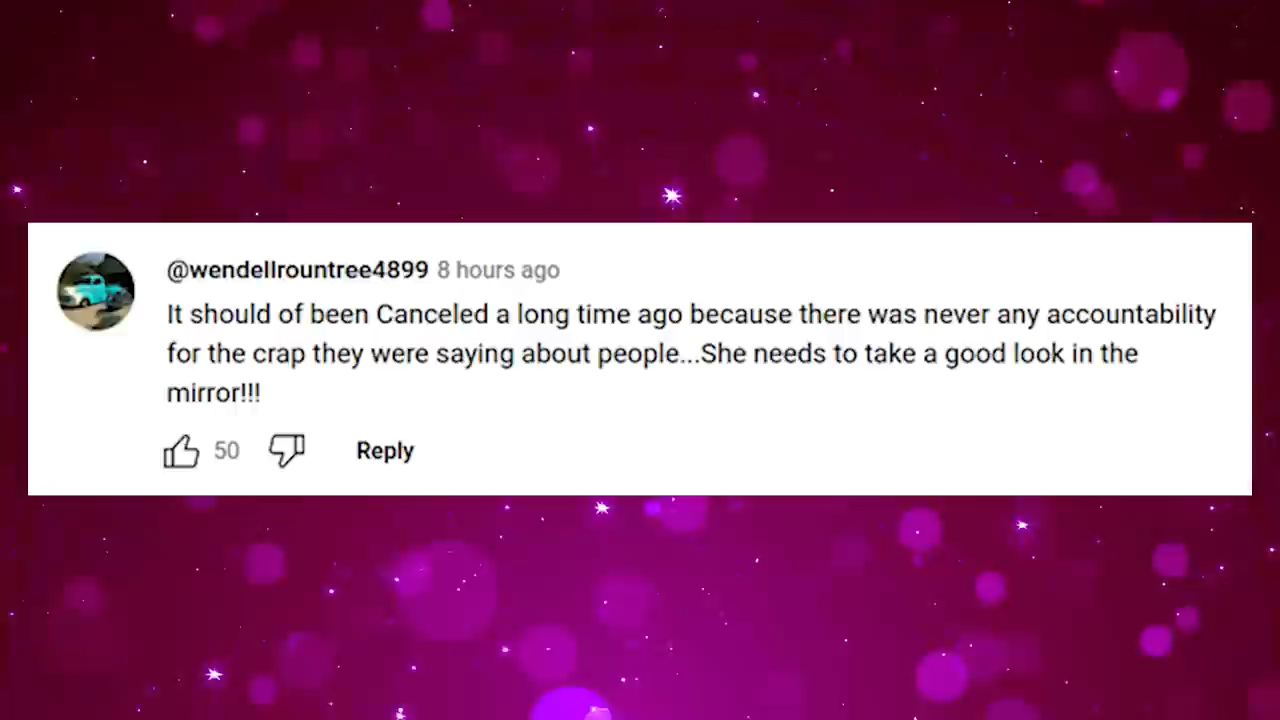 @wendellrountree4899 8 hours ago
It should of been Canceled a long time ago because there was never any accountability
for the crap they were saying about people...She needs to take a good look in the
mirror!!!
50 Reply